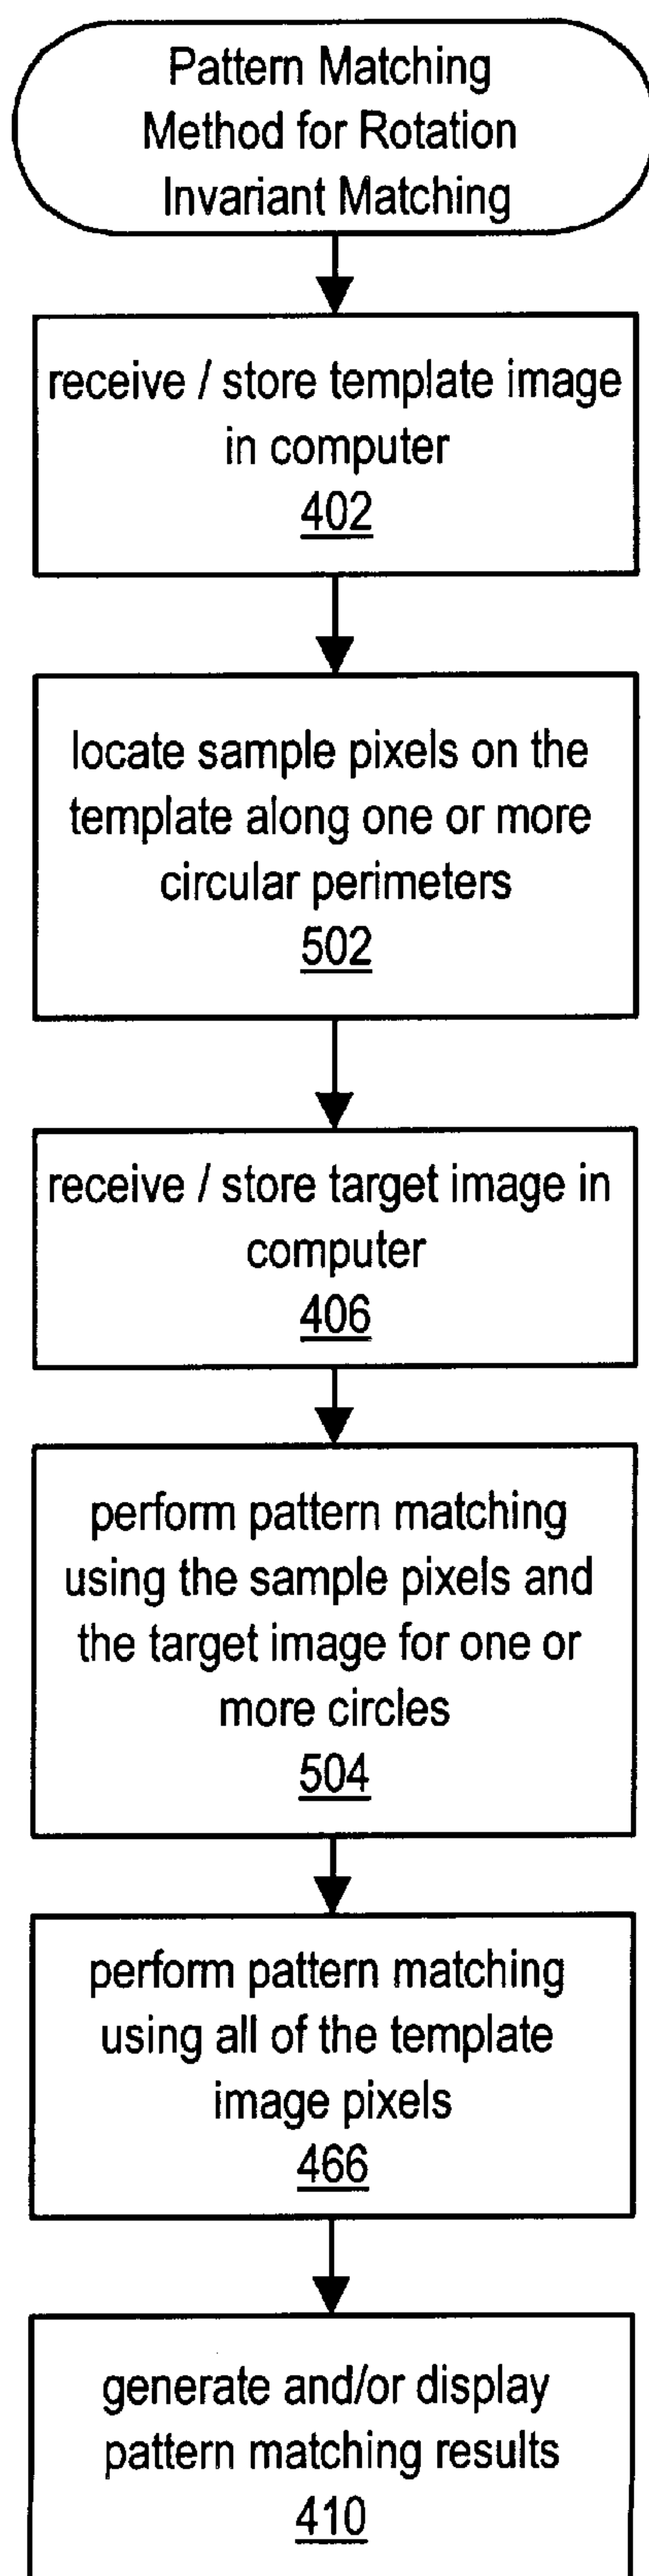 Pattern Matching
Method for Rotation
Invariant Matching
receive / store template image
in computer
402
locate sample pixels on the
template along one or more
circular perimeters
502
receive / store target image in
computer
406
perform pattern matching
using the sample pixels and
the target image for one or
more circles
504
perform pattern matching
using all of the template
image pixels
466
generate and/or display
pattern matching results
410